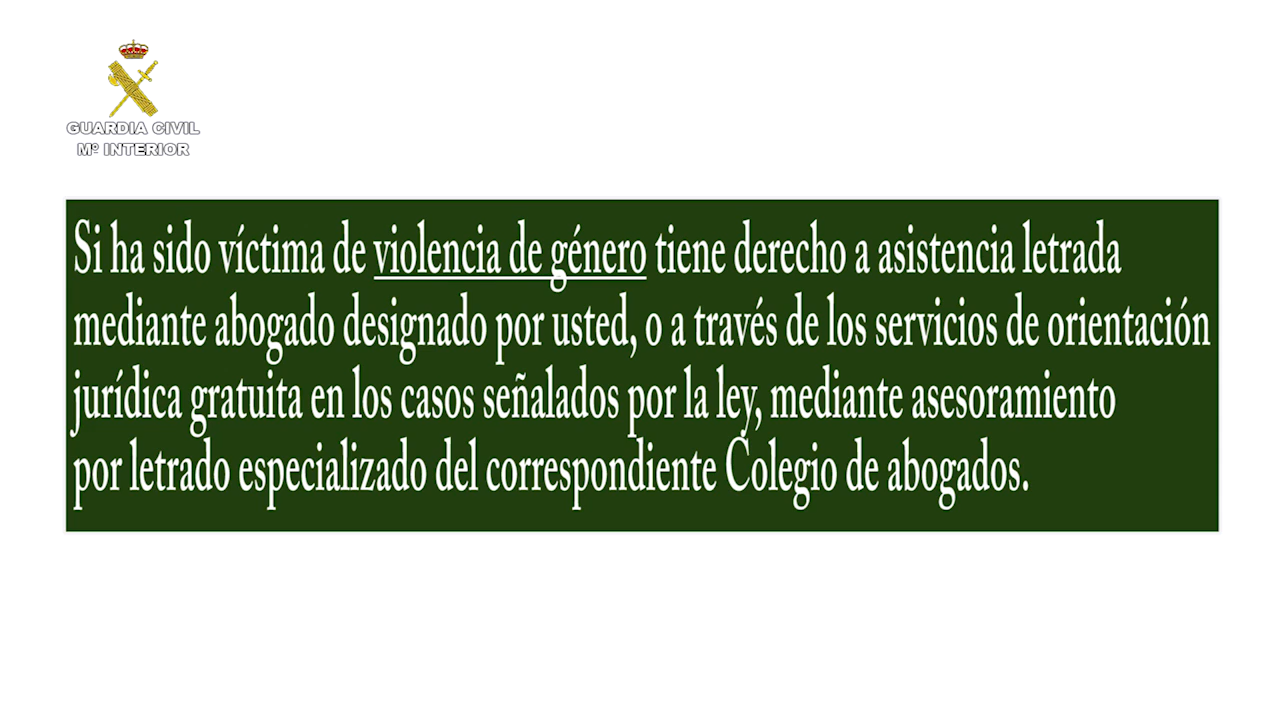 GUARDIA CIVIL
Mº INTERIOR
Si ha sido víctima de violencia de género tiene derecho a asistencia letrada
mediante abogado designado por usted, o a través de los servicios de orientación
jurídica gratuita en los casos señalados por la ley, mediante asesoramiento
por letrado especializado del correspondiente Colegio de abogados.